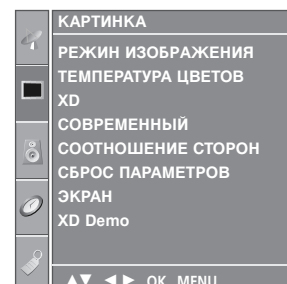 КАРТИНКА
РЕЖИН ИЗОБРАЖЕНИЯ
ТЕМПЕРАТУРА ЦВЕТОВ
XD
СОВРЕМЕННЫЙ
СООТНОШЕНИЕ СТОРОН
СБРОС ПАРАМЕТРОВ
ЭКРАН
XD Demo
▲▼ ◄► OK MENU